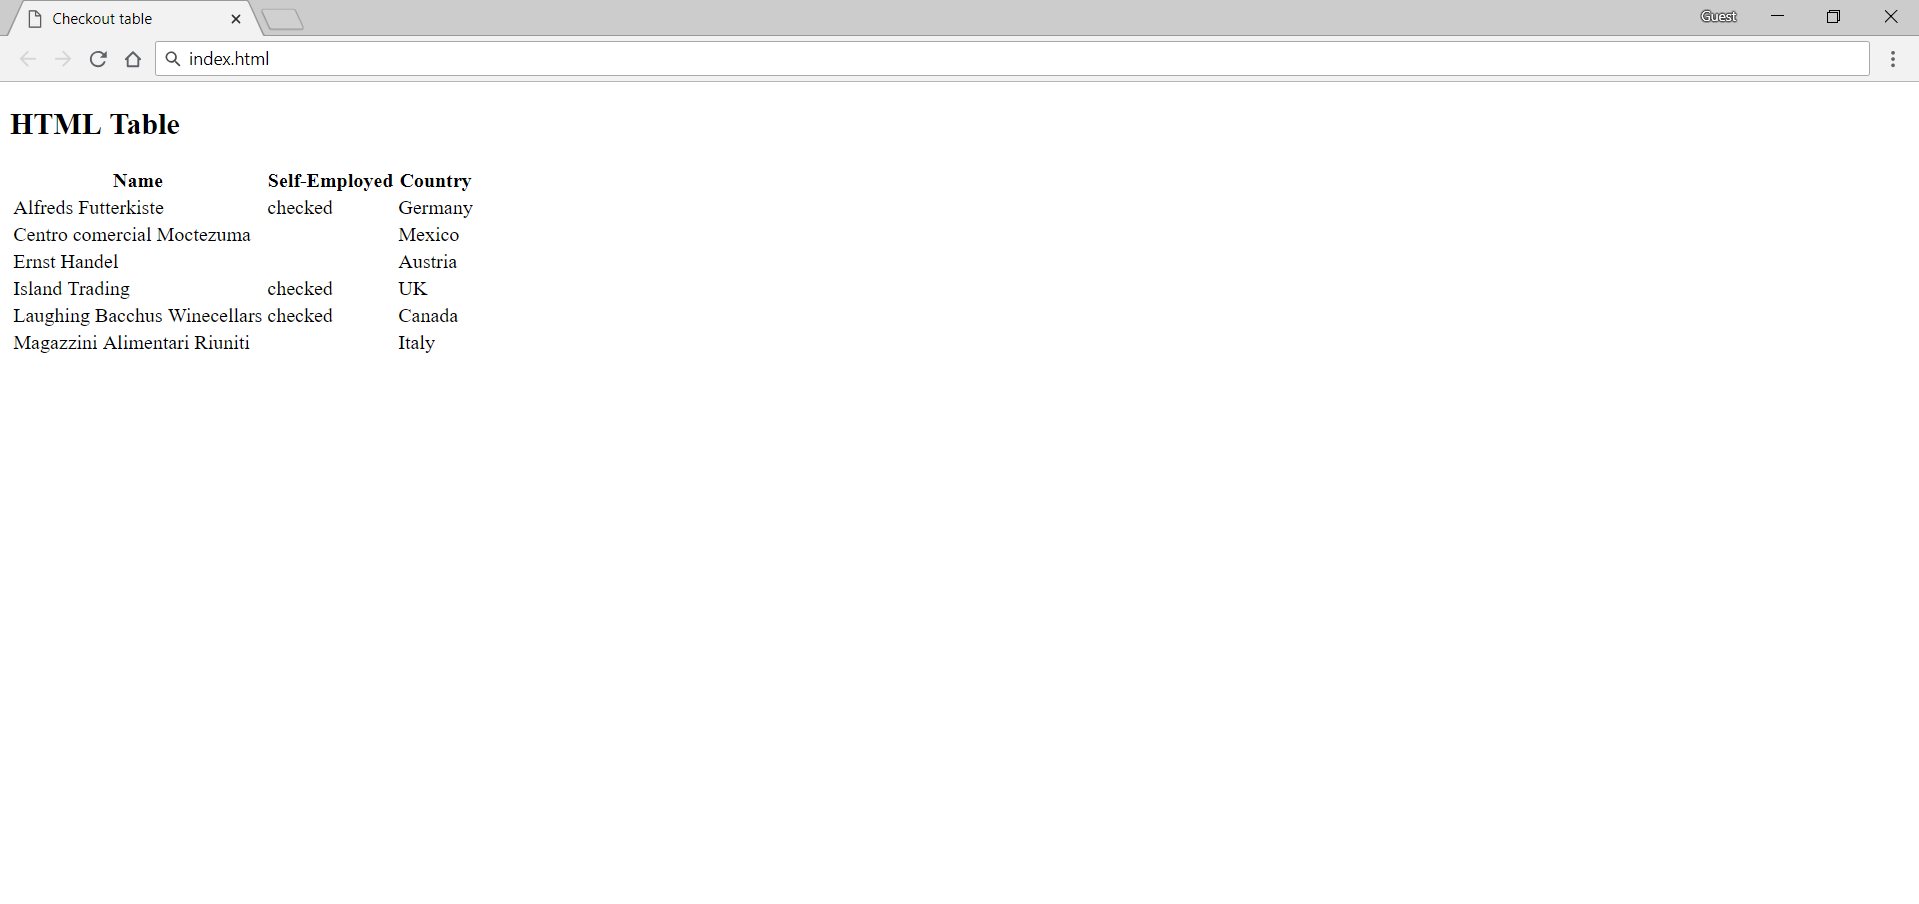 Checkout table
Guest
index.html
HTML Table
Name Self-Employed Country
Alfreds Futterkiste checked Germany
Centro comercial Moctezuma Mexico
Ernst Handel Austria
Island Trading checked UK
Laughing Bacchus Winecellars checked Canada
Magazzini Alimentari Riuniti Italy